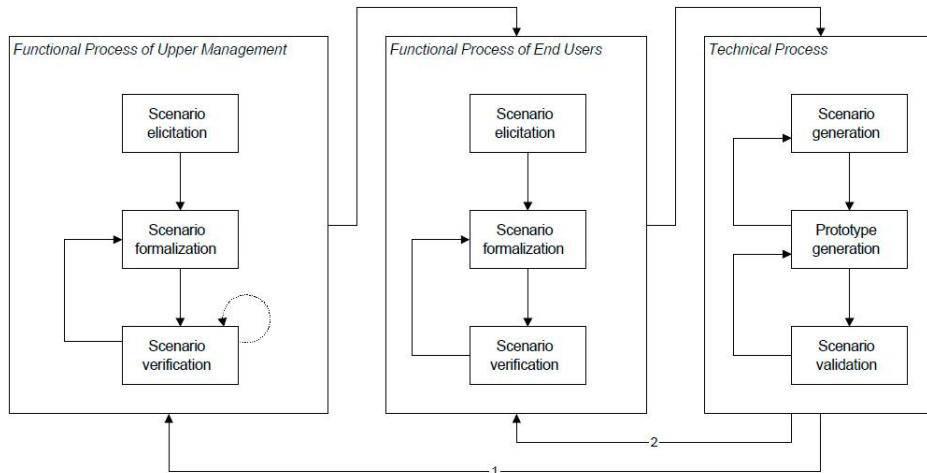 Functional Process of Upper Management
Scenario
elicitation
Scenario
formalization
Scenario
verification
Functional Process of End Users
Scenario
elicitation
Scenario
formalization
Scenario
verification
Technical Process
Scenario
generation
Prototype
generation
Scenario
validation
2
1